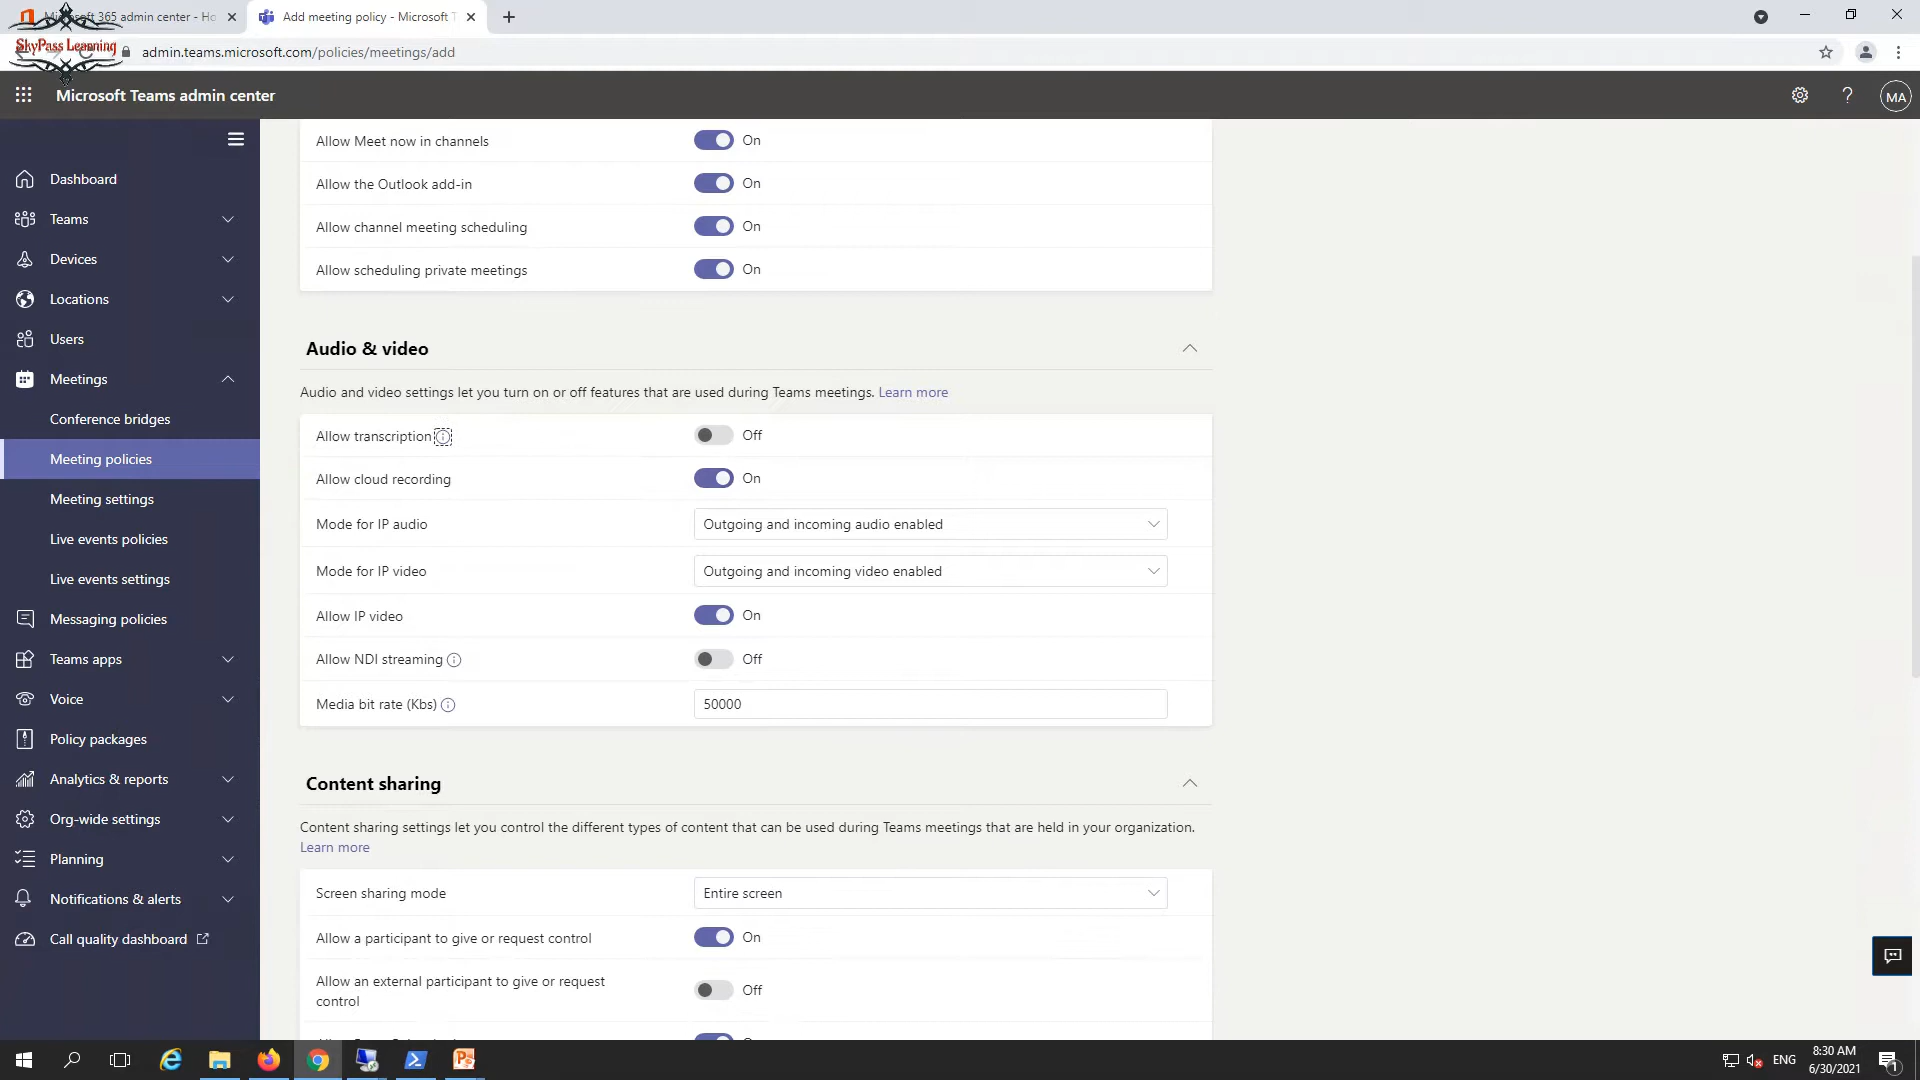 Microsoft 365 admin center - Ho
Add meeting policy - Microsoft T
SkyPass Learning
admin.teams.microsoft.com/policies/meetings/add
Microsoft Teams admin center
MA
Dashboard
Teams
Devices
Locations
Users
Meetings
Conference bridges
Meeting policies
Meeting settings
Live events policies
Live events settings
Messaging policies
Teams apps
Voice
Policy packages
Analytics & reports
Org-wide settings
Planning
Notifications & alerts
Call quality dashboard
Allow Meet now in channels On
Allow the Outlook add-in On
Allow channel meeting scheduling On
Allow scheduling private meetings On
Audio & video
Audio and video settings let you turn on or off features that are used during Teams meetings. Learn more
Allow transcription Off
Allow cloud recording On
Mode for IP audio Outgoing and incoming audio enabled
Mode for IP video Outgoing and incoming video enabled
Allow IP video On
Allow NDI streaming Off
Media bit rate (Kbs) 50000
Content sharing
Content sharing settings let you control the different types of content that can be used during Teams meetings that are held in your organization.
Learn more
Screen sharing mode Entire screen
Allow a participant to give or request control On
Allow an external participant to give or request
control Off
ENG
8:30 AM
6/30/2021
1